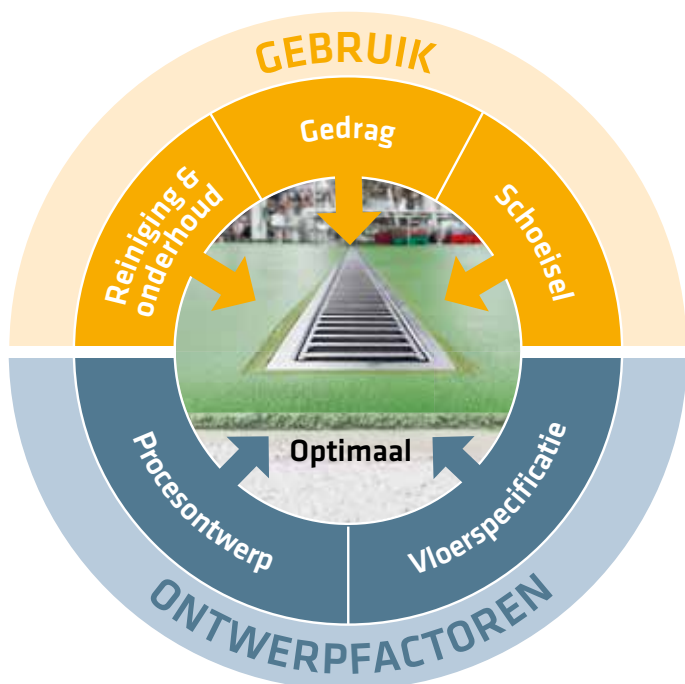 GEBRUIK
Gedrag
Reiniging &
onderhoud
Schoeisel
Optimaal
Procesontwerp
Vloerspecificatie
ONTWERPFACTOREN